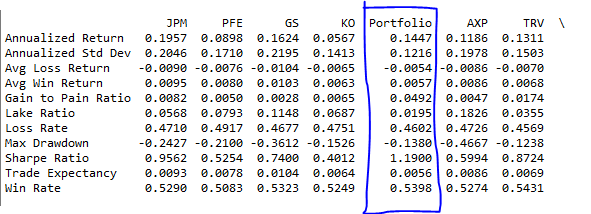 JPM PFE GS KO Portfolio AXP TRV \
Annualized Return 0.1957 0.0898 0.1624 0.0567 0.1447 0.1186 0.1311
Annualized Std Dev 0.2046 0.1710 0.2195 0.1413 0.1216 0.1978 0.1503
Avg Loss Return -0.0090 -0.0076 -0.0104 -0.0065 -0.0054 -0.0086 -0.0070
Avg Win Return 0.0095 0.0080 0.0103 0.0063 0.0057 0.0086 0.0068
Gain to Pain Ratio 0.0082 0.0050 0.0028 0.0065 0.0492 0.0047 0.0174
Lake Ratio 0.0568 0.0793 0.1148 0.0687 0.0195 0.1826 0.0355
Loss Rate 0.4710 0.4917 0.4677 0.4751 0.4602 0.4726 0.4569
Max Drawdown -0.2427 -0.2100 -0.3612 -0.1526 -0.1380 -0.4667 -0.1238
Sharpe Ratio 0.9562 0.5254 0.7400 0.4012 1.1900 0.5994 0.8724
Trade Expectancy 0.0093 0.0078 0.0104 0.0064 0.0056 0.0086 0.0069
Win Rate 0.5290 0.5083 0.5323 0.5249 0.5398 0.5274 0.5431